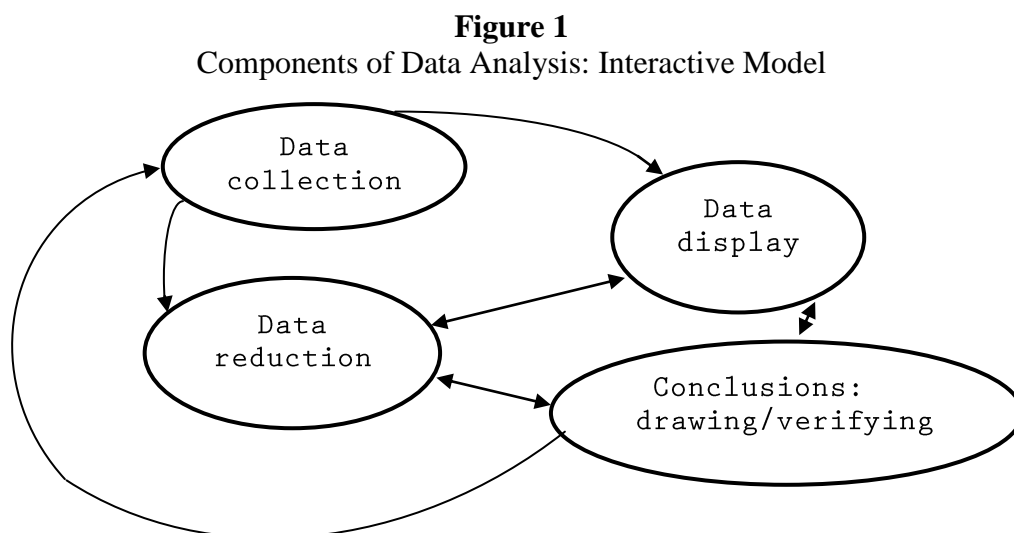 Figure 1
Components of Data Analysis: Interactive Model
Data
collection
Data
display
Data
reduction
Conclusions:
drawing/verifying